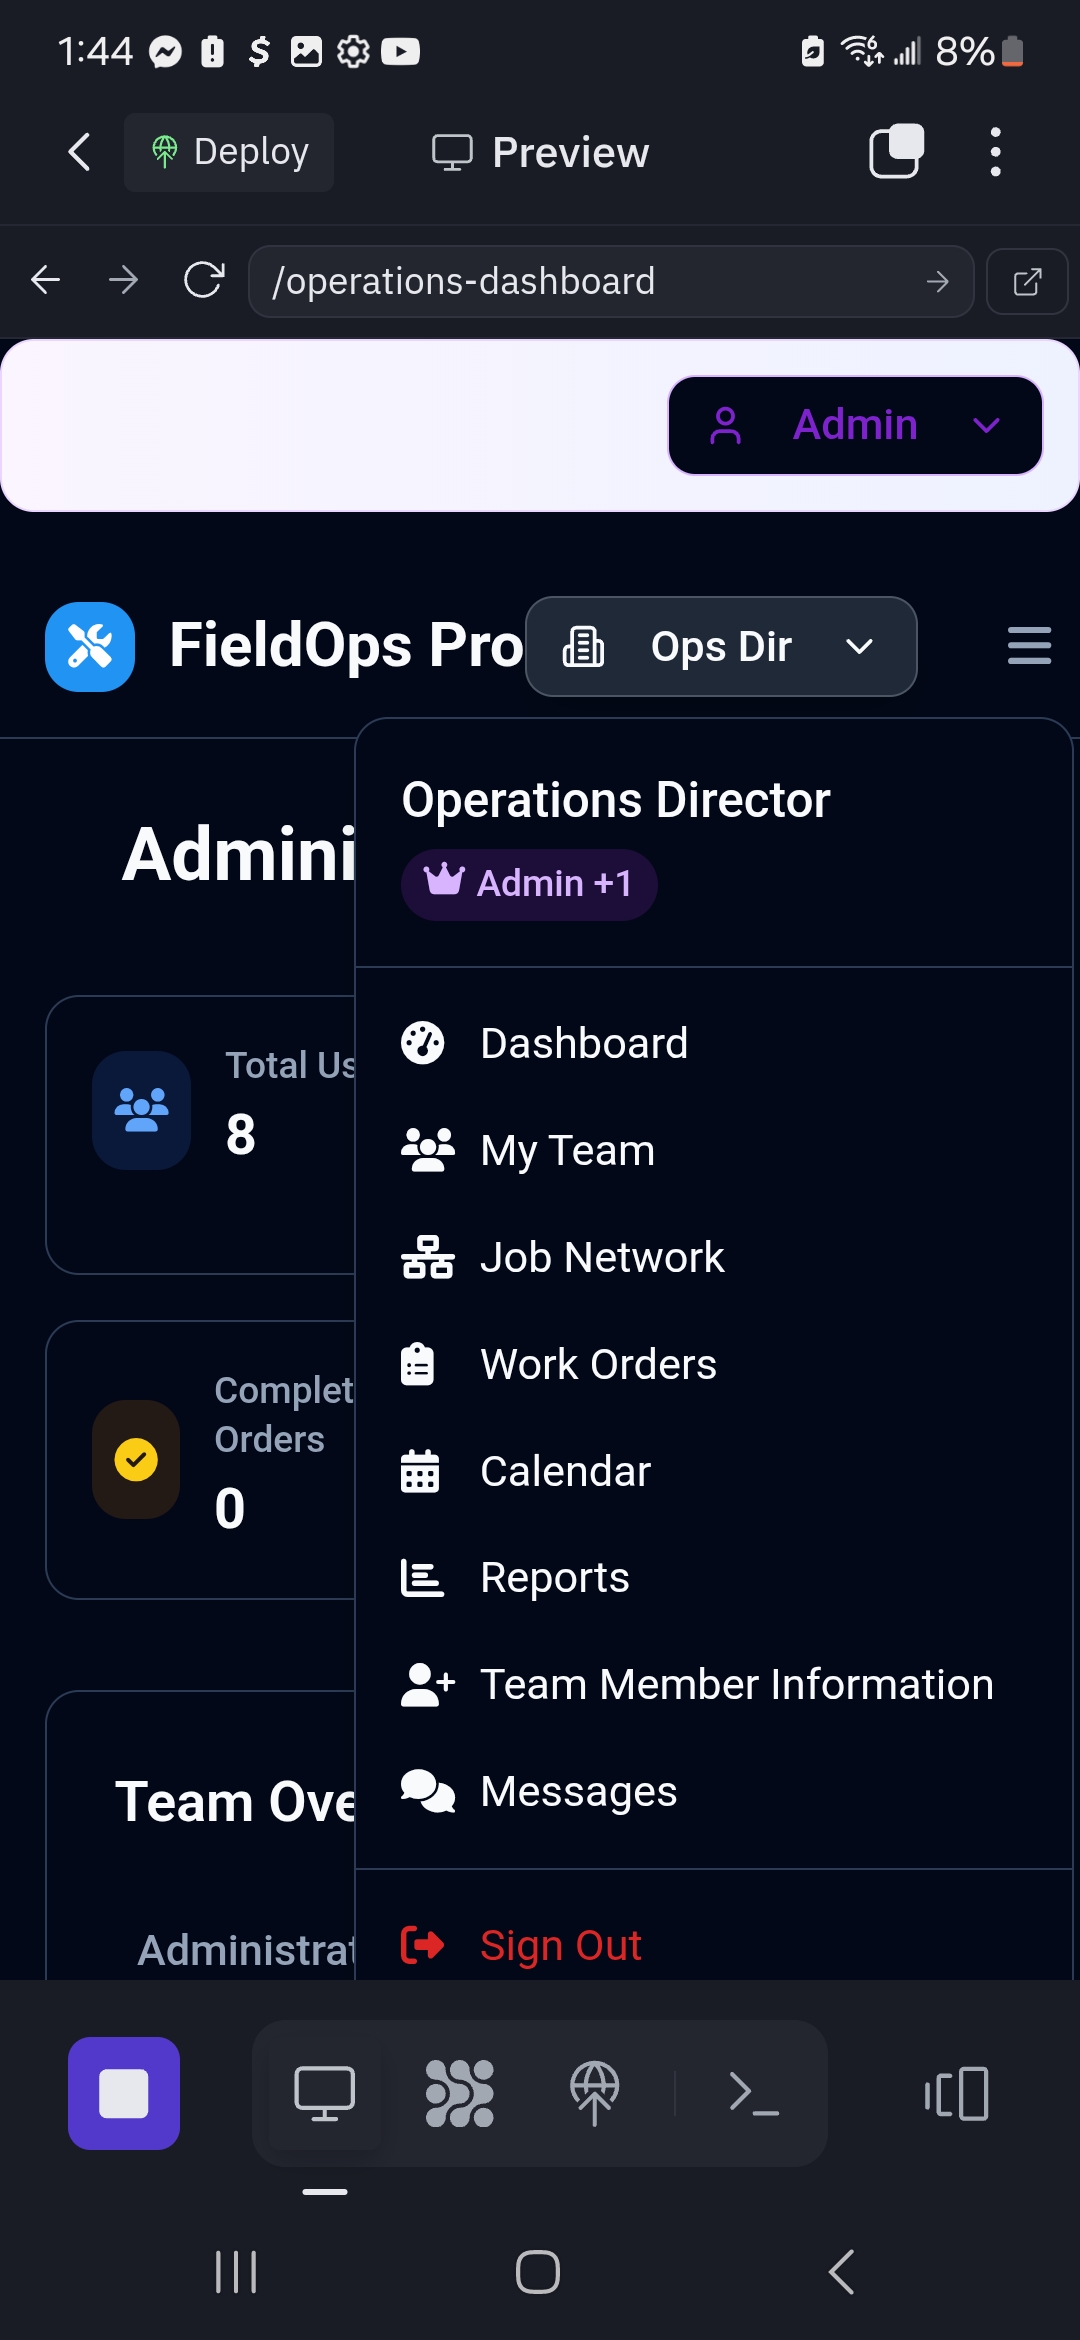 1:44
8%
Deploy
Preview
/operations-dashboard
Admin
FieldOps Pro
Ops Dir
Operations Director
Admin +1
Admini
Total Us
8
Complet
Orders
0
Team Ove
Administrat
Dashboard
My Team
Job Network
Work Orders
Calendar
Reports
Team Member Information
Messages
Sign Out